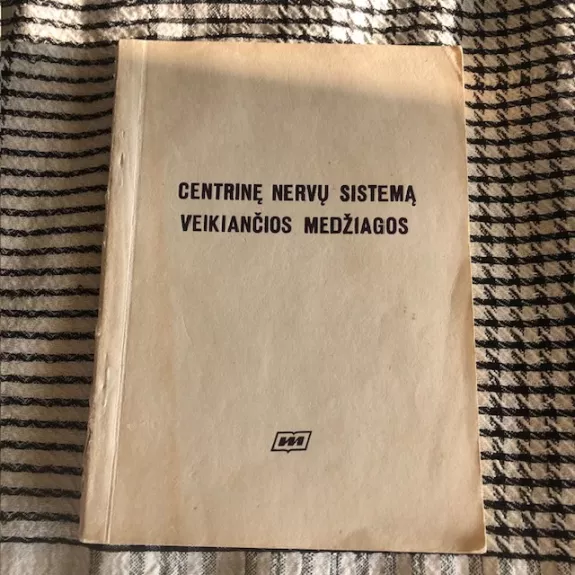 CENTRINĘ NERVŲ SISTEMĄ
VEIKIANČIOS MEDŽIAGOS